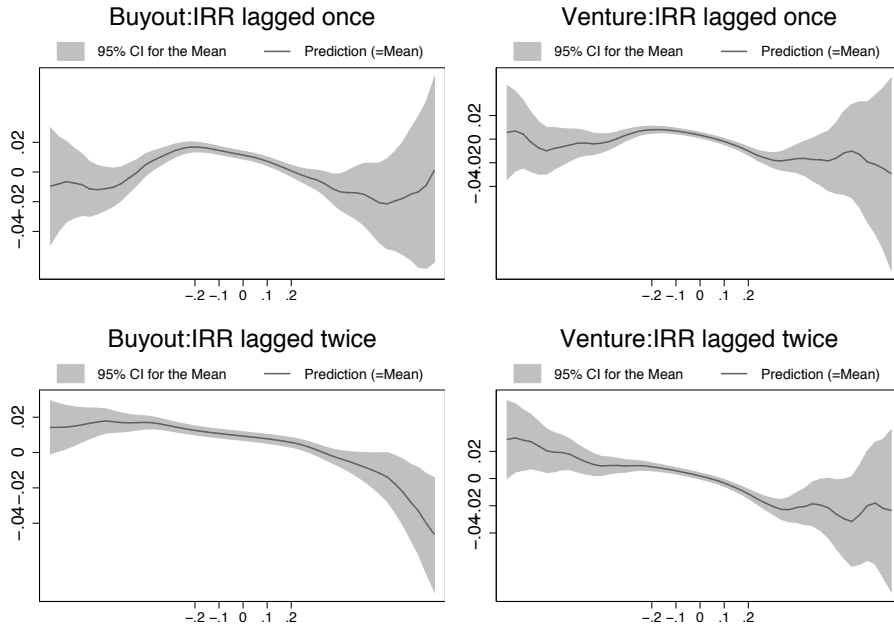 Buyout:IRR lagged once
95% CI for the Mean Prediction (=Mean)
.02
0
-.02
-.04
-.2 -.1 0 .1 .2
Venture:IRR lagged once
95% CI for the Mean Prediction (=Mean)
.02
0
-.02
-.04
-.2 -.1 0 .1 .2
Buyout:IRR lagged twice
95% CI for the Mean Prediction (=Mean)
.02
0
-.02
-.04
-.2 -.1 0 .1 .2
Venture:IRR lagged twice
95% CI for the Mean Prediction (=Mean)
.02
0
-.02
-.04
-.2 -.1 0 .1 .2